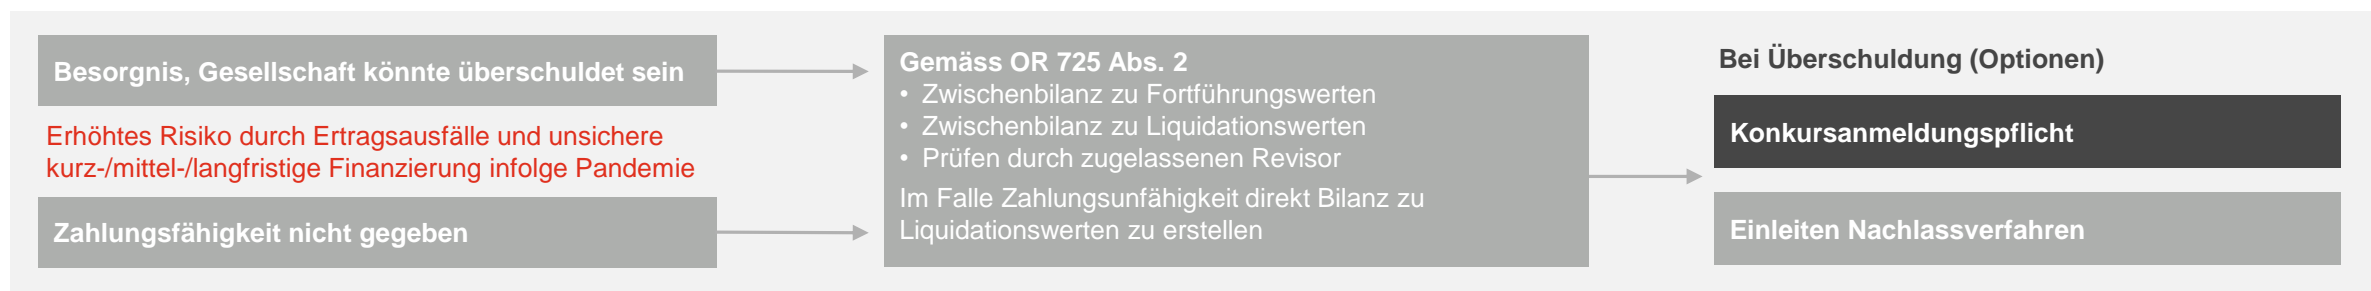 Besorgnis, Gesellschaft könnte überschuldet sein
Erhöhtes Risiko durch Ertragsausfälle und unsichere
kurz-/mittel-/langfristige Finanzierung infolge Pandemie
Zahlungsfähigkeit nicht gegeben
Gemäss OR 725 Abs. 2
• Zwischenbilanz zu Fortführungswerten
• Zwischenbilanz zu Liquidationswerten
• Prüfen durch zugelassenen Revisor
Im Falle Zahlungsunfähigkeit direkt Bilanz zu
Liquidationswerten zu erstellen
Bei Überschuldung (Optionen)
Konkursanmeldungspflicht
Einleiten Nachlassverfahren